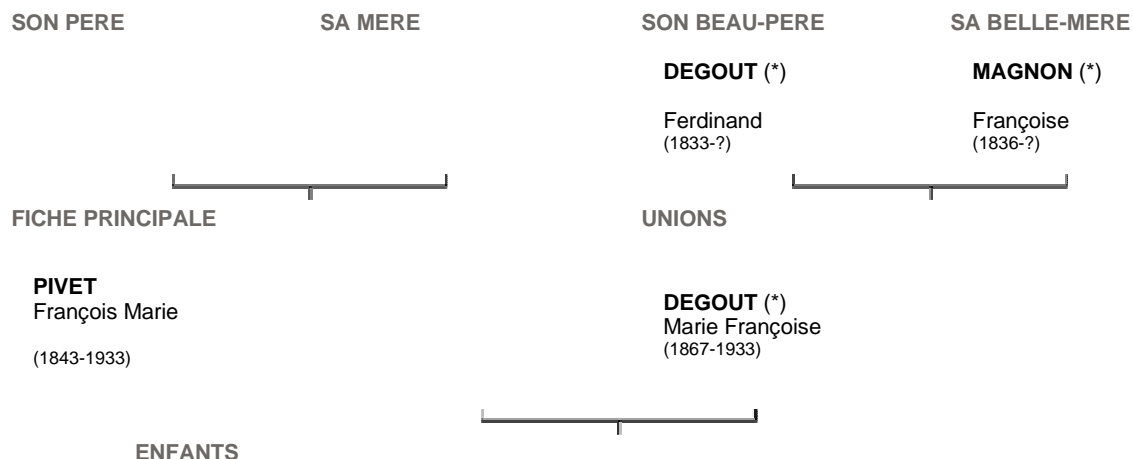 SON PERE SA MERE SON BEAU-PERE SA BELLE-MERE
DEGOUT (*) MAGNON (*)
Ferdinand Françoise
(1833-?) (1836-?)
FICHE PRINCIPALE UNIONS
PIVET
François Marie
(1843-1933)
DEGOUT (*)
Marie Françoise
(1867-1933)
ENFANTS